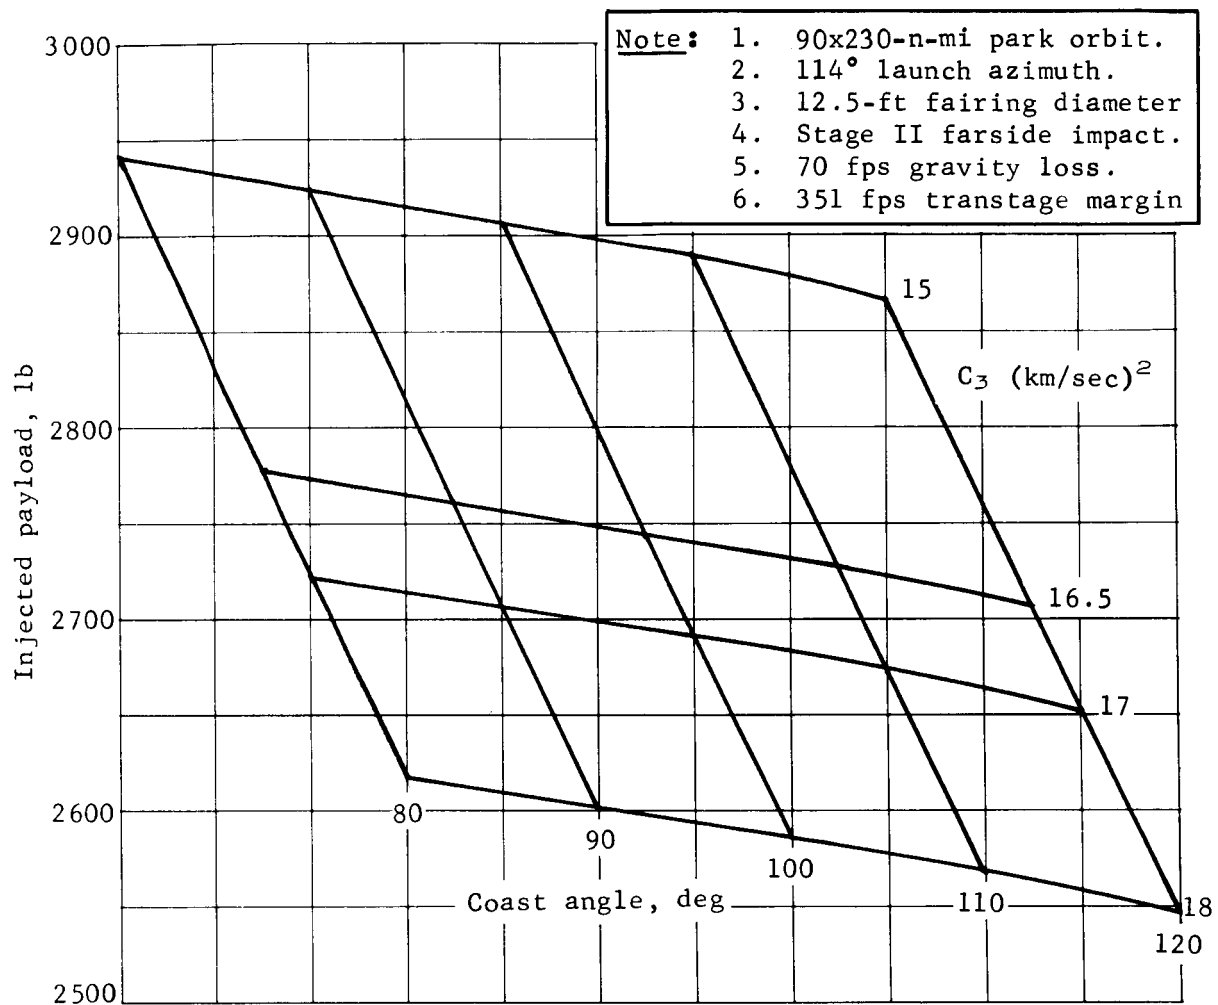 Note: 1. 90x230-n-mi park orbit.
2. 114° launch azimuth.
3. 12.5-ft fairing diameter
4. Stage II farside impact.
5. 70 fps gravity loss.
6. 351 fps transtage margin
3000
2900
2800
2700
2600
2500
Injected payload, lb
15
C₃ (km/sec)²
16.5
17
18
80
90
100
110
120
Coast angle, deg